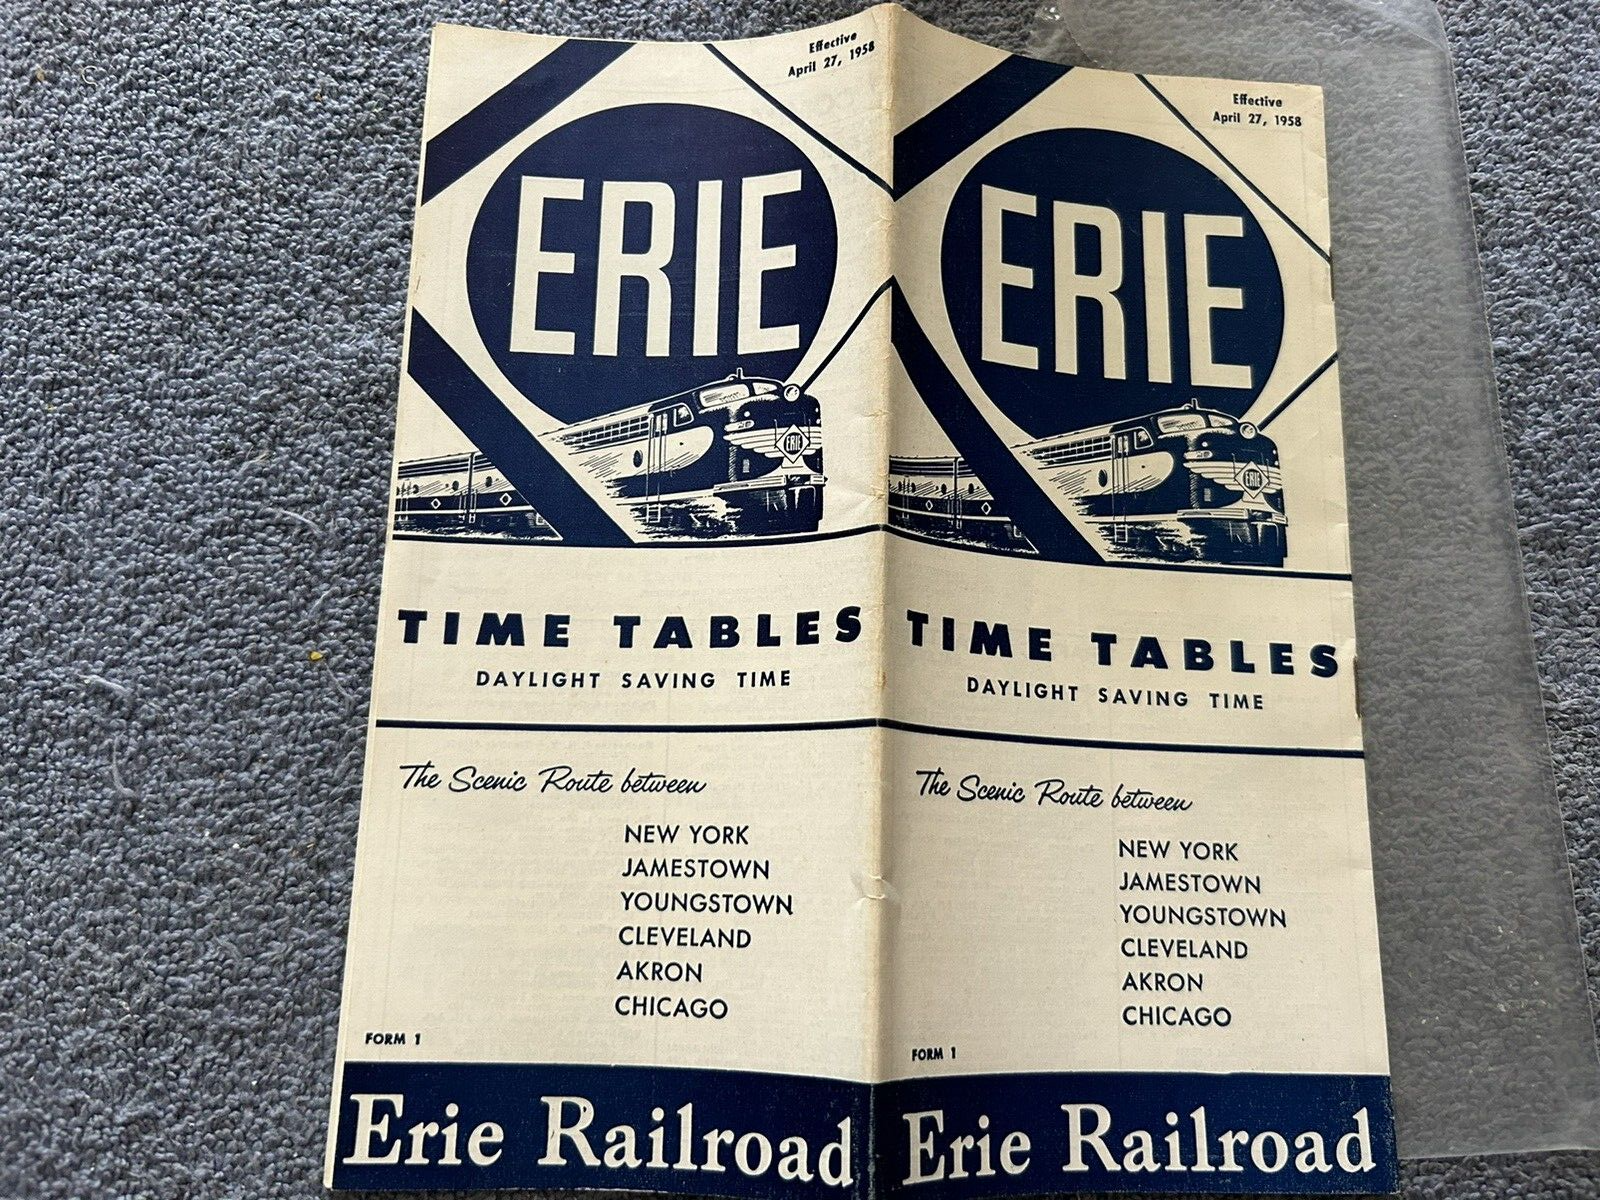 Effective
April 27, 1958
ERIE
ERIE
TIME TABLES
DAYLIGHT SAVING TIME
The Scenic Route between
NEW YORK
JAMESTOWN
YOUNGSTOWN
CLEVELAND
AKRON
CHICAGO
FORM 1
Erie Railroad
Effective
April 27, 1958
ERIE
ERIE
TIME TABLES
DAYLIGHT SAVING TIME
The Scenic Route between
NEW YORK
JAMESTOWN
YOUNGSTOWN
CLEVELAND
AKRON
CHICAGO
FORM 1
Erie Railroad